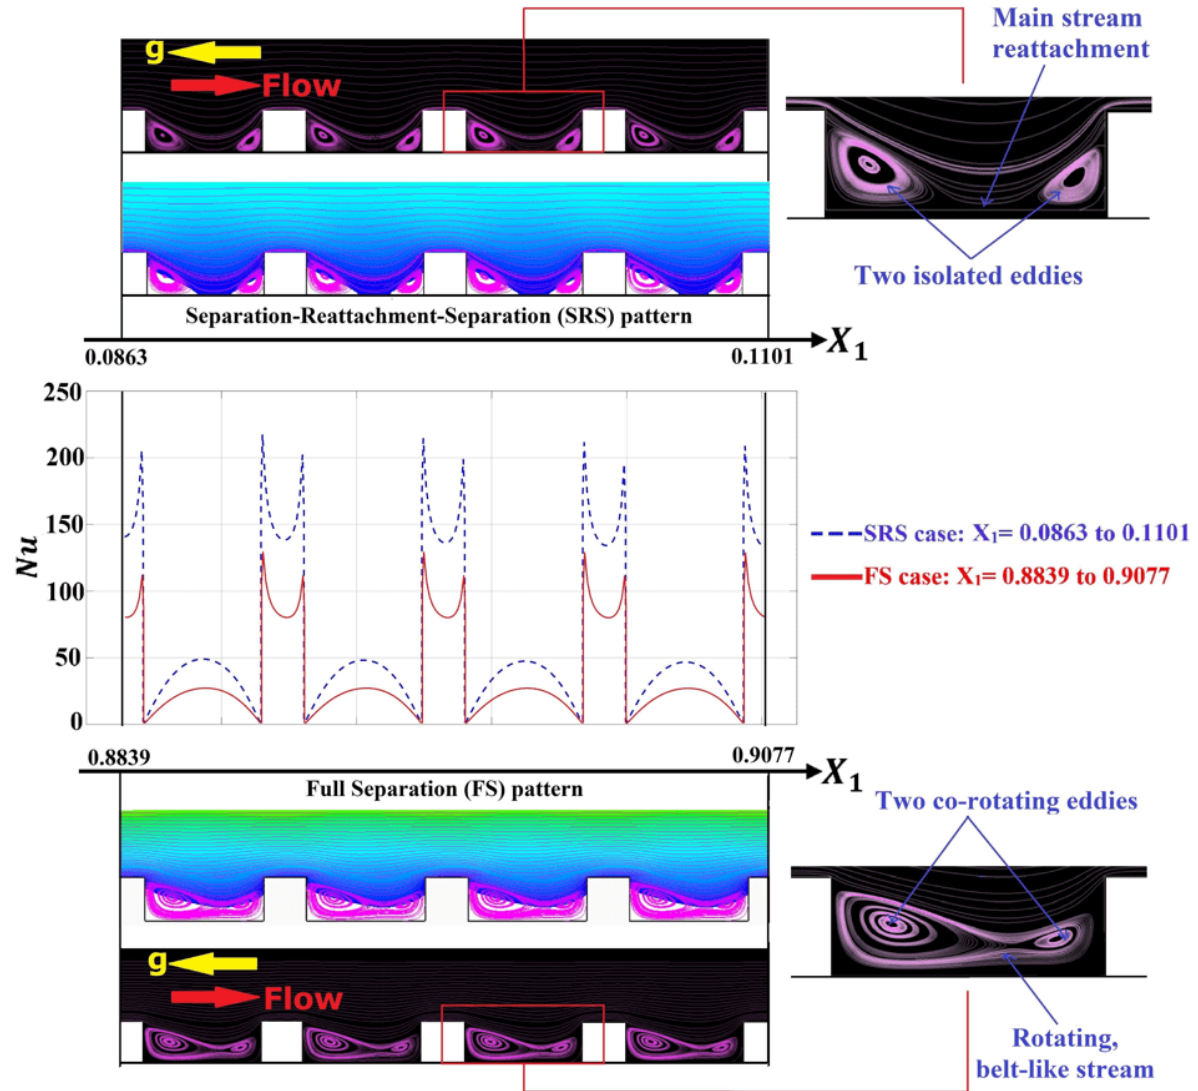 Main stream
reattachment
g
Flow
Two isolated eddies
Separation-Reattachment-Separation (SRS) pattern
X₁
0.0863
0.1101
250
200
150
100
50
0
Nu
SRS case: X₁= 0.0863 to 0.1101
FS case: X₁= 0.8839 to 0.9077
0.8839
0.9077
X₁
Full Separation (FS) pattern
Two co-rotating eddies
g
Flow
Rotating,
belt-like stream